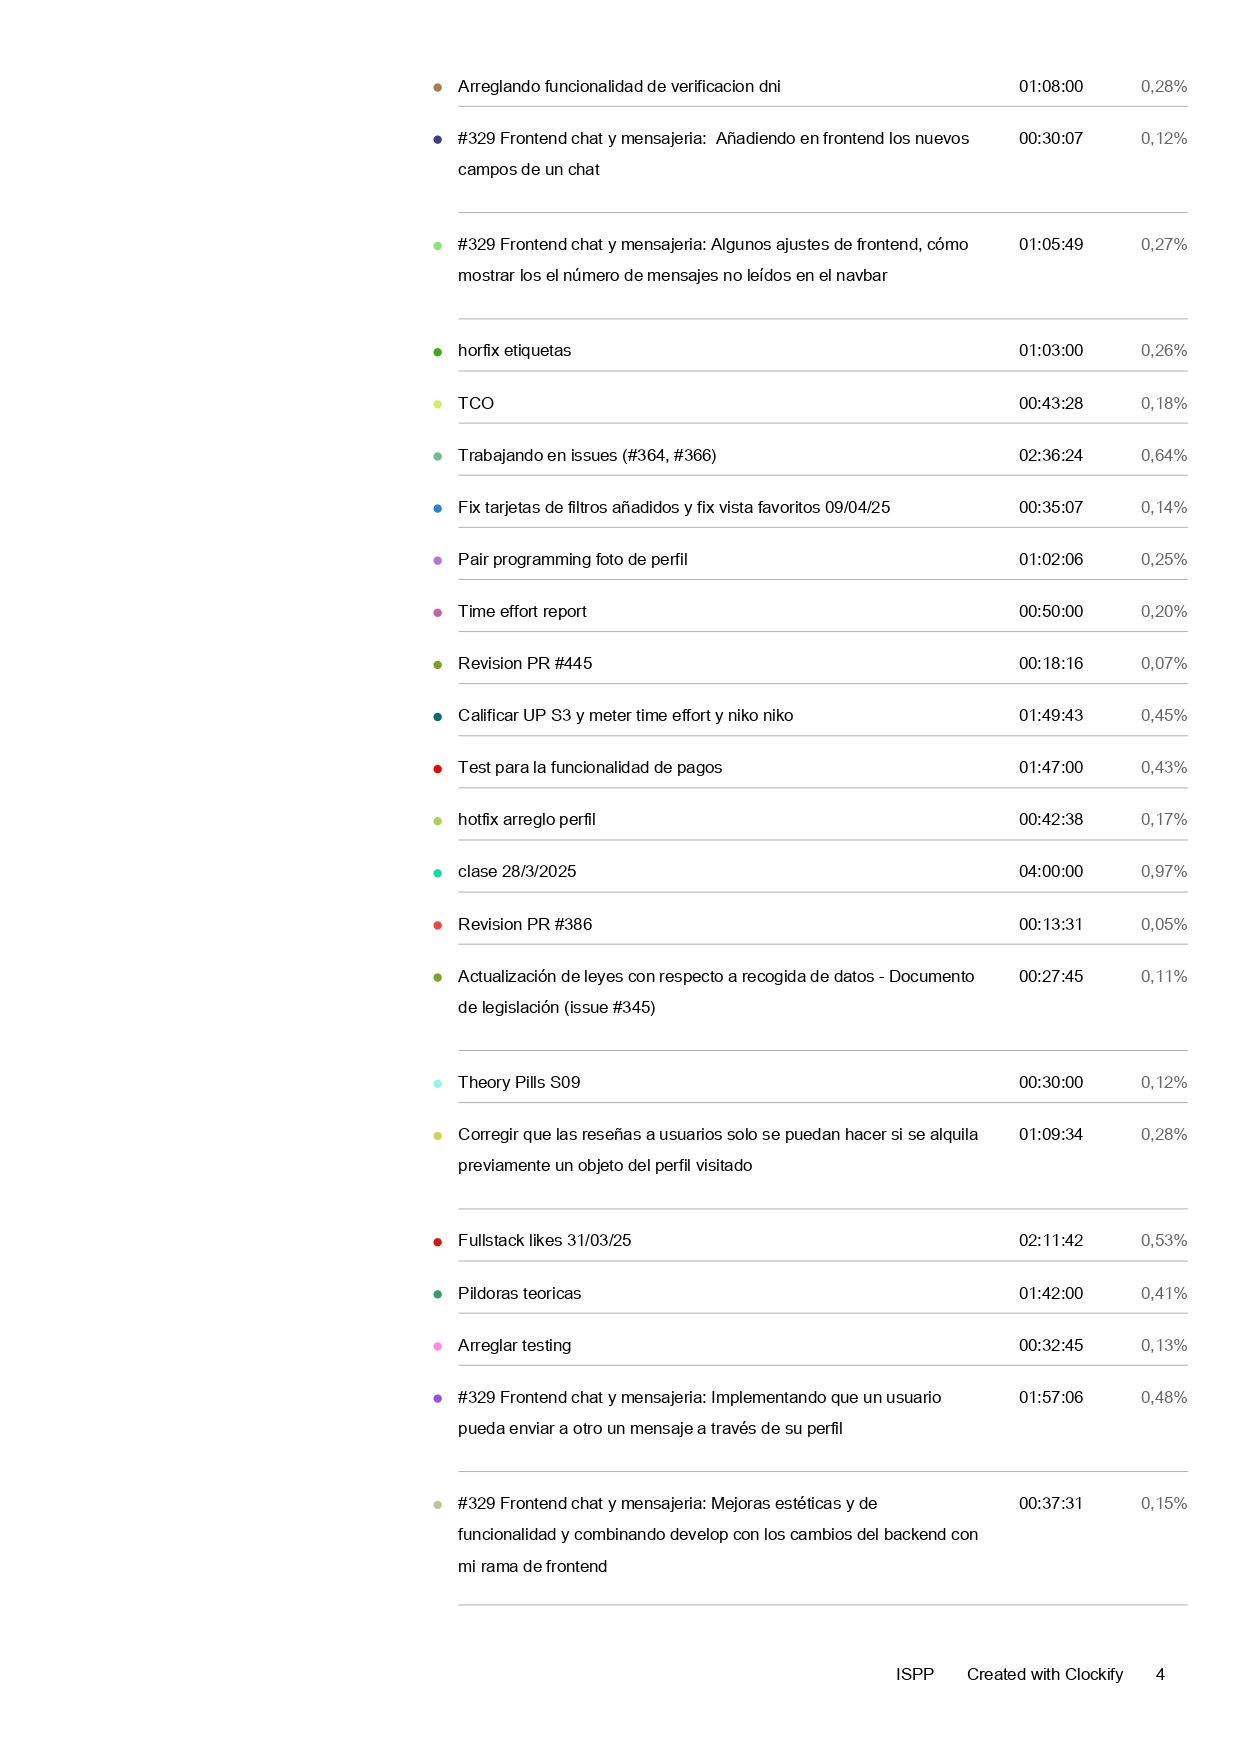 Arreglando funcionalidad de verificacion dni 01:08:00 0,28%
#329 Frontend chat y mensajeria:  Añadiendo en frontend los nuevos 00:30:07 0,12%
campos de un chat
#329 Frontend chat y mensajeria: Algunos ajustes de frontend, cómo 01:05:49 0,27%
mostrar los el número de mensajes no leídos en el navbar
horfix etiquetas 01:03:00 0,26%
TCO 00:43:28 0,18%
Trabajando en issues (#364, #366) 02:36:24 0,64%
Fix tarjetas de filtros añadidos y fix vista favoritos 09/04/25 00:35:07 0,14%
Pair programming foto de perfil 01:02:06 0,25%
Time effort report 00:50:00 0,20%
Revision PR #445 00:18:16 0,07%
Calificar UP S3 y meter time effort y niko niko 01:49:43 0,45%
Test para la funcionalidad de pagos 01:47:00 0,43%
hotfix arreglo perfil 00:42:38 0,17%
clase 28/3/2025 04:00:00 0,97%
Revision PR #386 00:13:31 0,05%
Actualización de leyes con respecto a recogida de datos - Documento 00:27:45 0,11%
de legislación (issue #345)
Theory Pills S09 00:30:00 0,12%
Corregir que las reseñas a usuarios solo se puedan hacer si se alquila 01:09:34 0,28%
previamente un objeto del perfil visitado
Fullstack likes 31/03/25 02:11:42 0,53%
Pildoras teoricas 01:42:00 0,41%
Arreglar testing 00:32:45 0,13%
#329 Frontend chat y mensajeria: Implementando que un usuario 01:57:06 0,48%
pueda enviar a otro un mensaje a través de su perfil
#329 Frontend chat y mensajeria: Mejoras estéticas y de 00:37:31 0,15%
funcionalidad y combinando develop con los cambios del backend con
mi rama de frontend
ISPP Created with Clockify 4